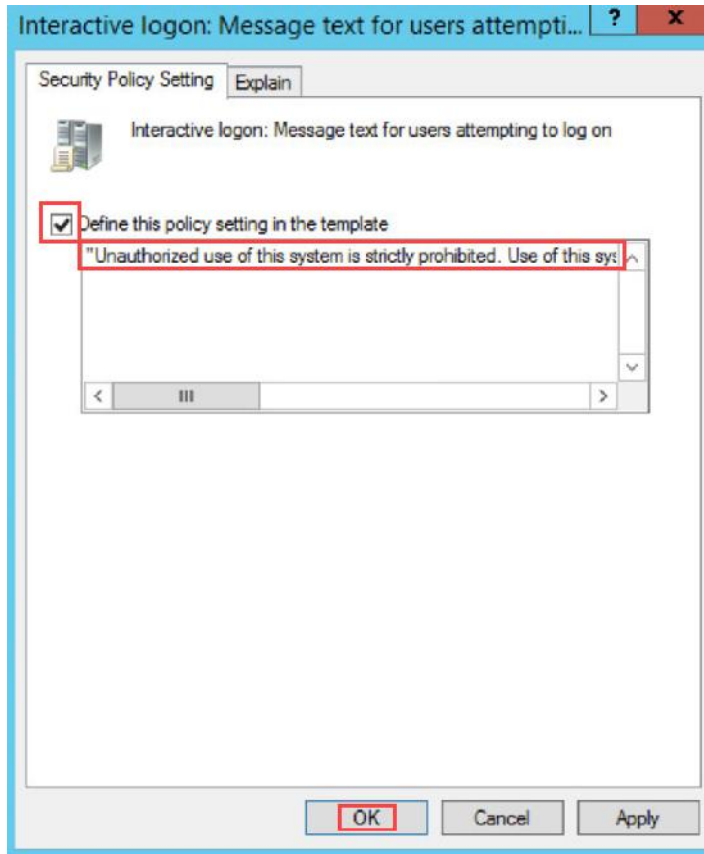 Interactive logon: Message text for users attempti... ? x
Security Policy Setting Explain
Interactive logon: Message text for users attempting to log on
Define this policy setting in the template
"Unauthorized use of this system is strictly prohibited. Use of this
OK Cancel Apply